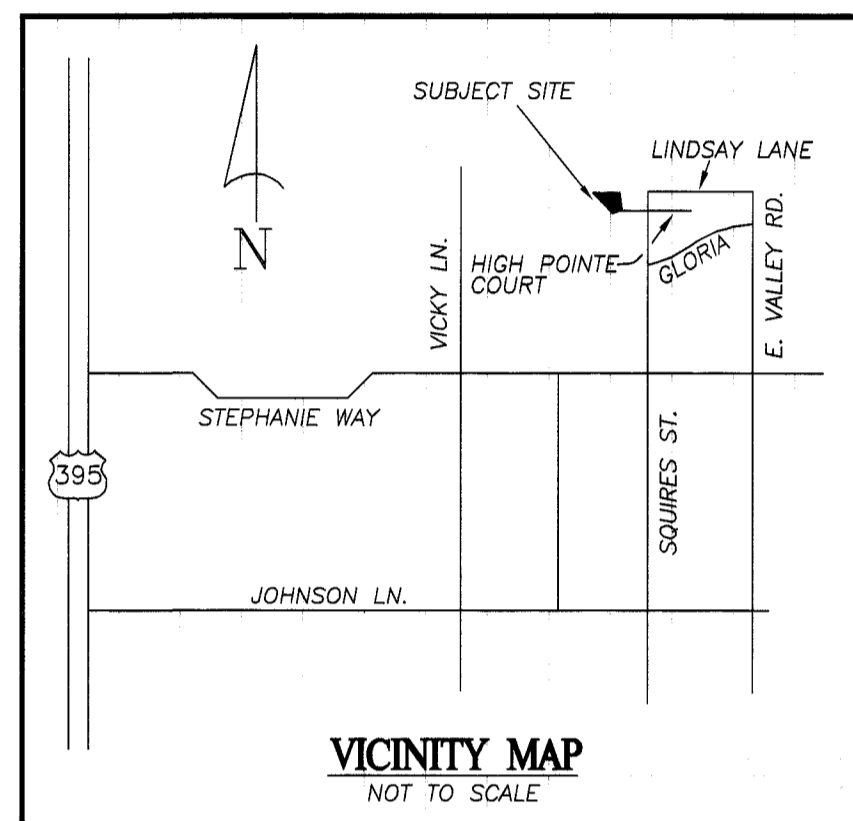 SUBJECT SITE
LINDSAY LANE
N
VICKY LN.
HIGH POINTE
COURT
GLORIA
E. VALLEY RD.
STEPHANIE WAY
395
SQUIRES ST.
JOHNSON LN.
VICINITY MAP
NOT TO SCALE